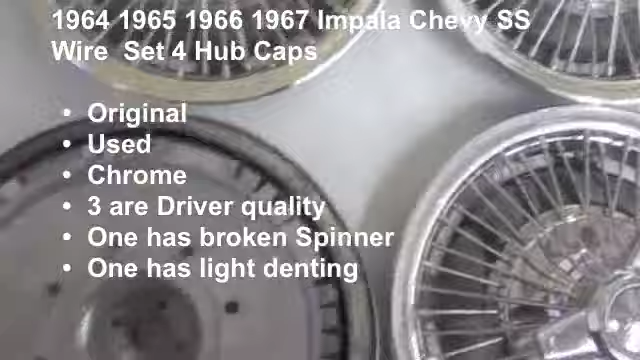 1964 1965 1966 1967 Impala Chevy SS
Wire  Set 4 Hub Caps
• Original
• Used
• Chrome
• 3 are Driver quality
• One has broken Spinner
• One has light denting